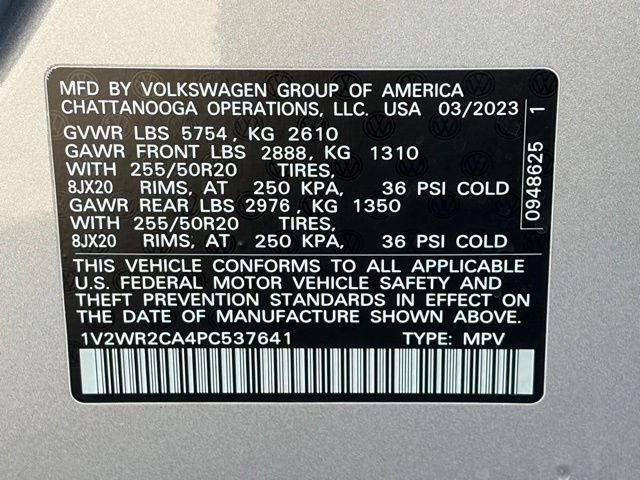 MFD BY VOLKSWAGEN GROUP OF AMERICA
CHATTANOOGA OPERATIONS, LLC. USA 03/2023
GVWR LBS 5754, KG 2610
GAWR FRONT LBS 2888, KG 1310
WITH 255/50R20 TIRES,
8JX20 RIMS, AT 250 KPA, 36 PSI COLD
GAWR REAR LBS 2976, KG 1350
WITH 255/50R20 TIRES,
8JX20 RIMS, AT 250 KPA, 36 PSI COLD
THIS VEHICLE CONFORMS TO ALL APPLICABLE
U.S. FEDERAL MOTOR VEHICLE SAFETY AND
THEFT PREVENTION STANDARDS IN EFFECT ON
THE DATE OF MANUFACTURE SHOWN ABOVE.
1V2WR2CA4PC537641 TYPE: MPV
0948625 1